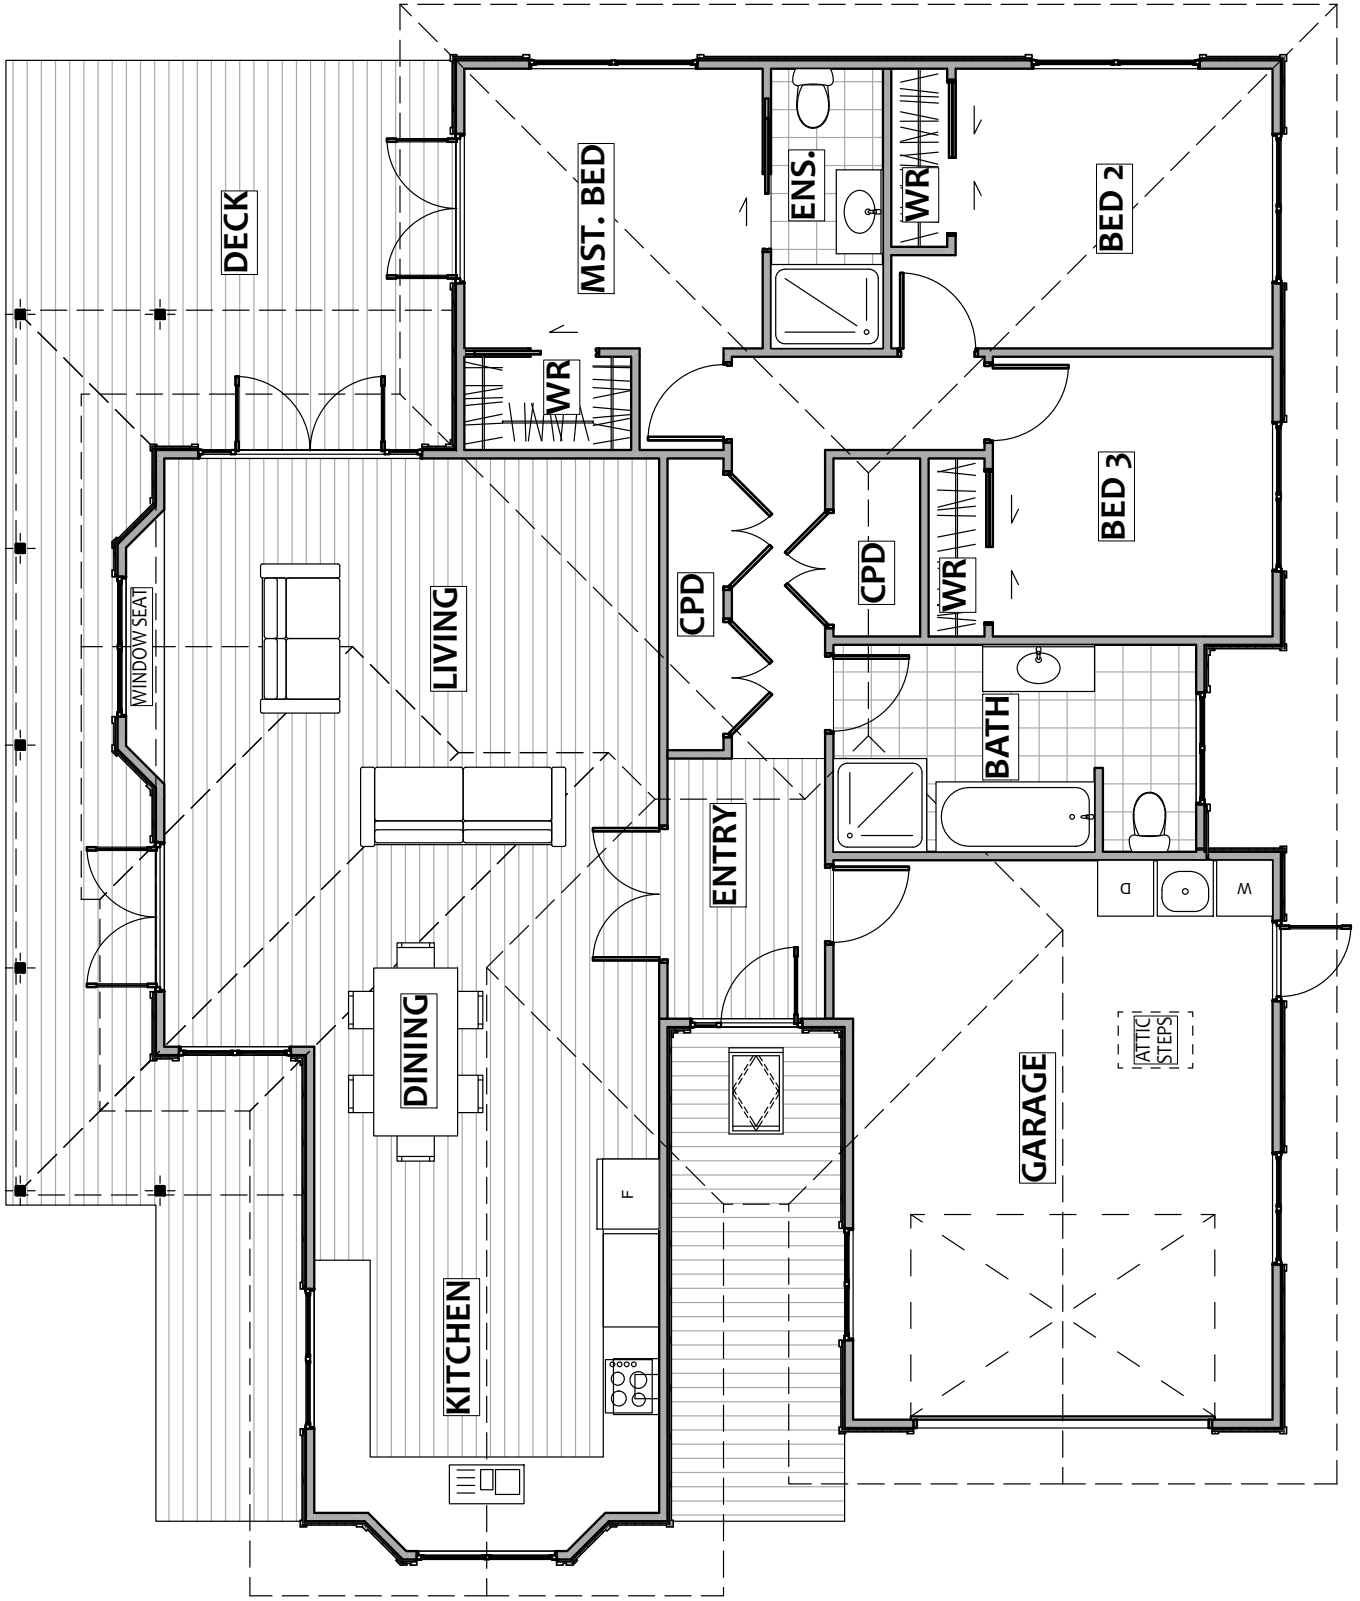 DECK
MST. BED
ENS.
WR
BED 2
WR
WINDOW SEAT
LIVING
CPD
CPD
WR
BED 3
BATH
ENTRY
D
W
DINING
ATTIC
STEPS
GARAGE
F
KITCHEN